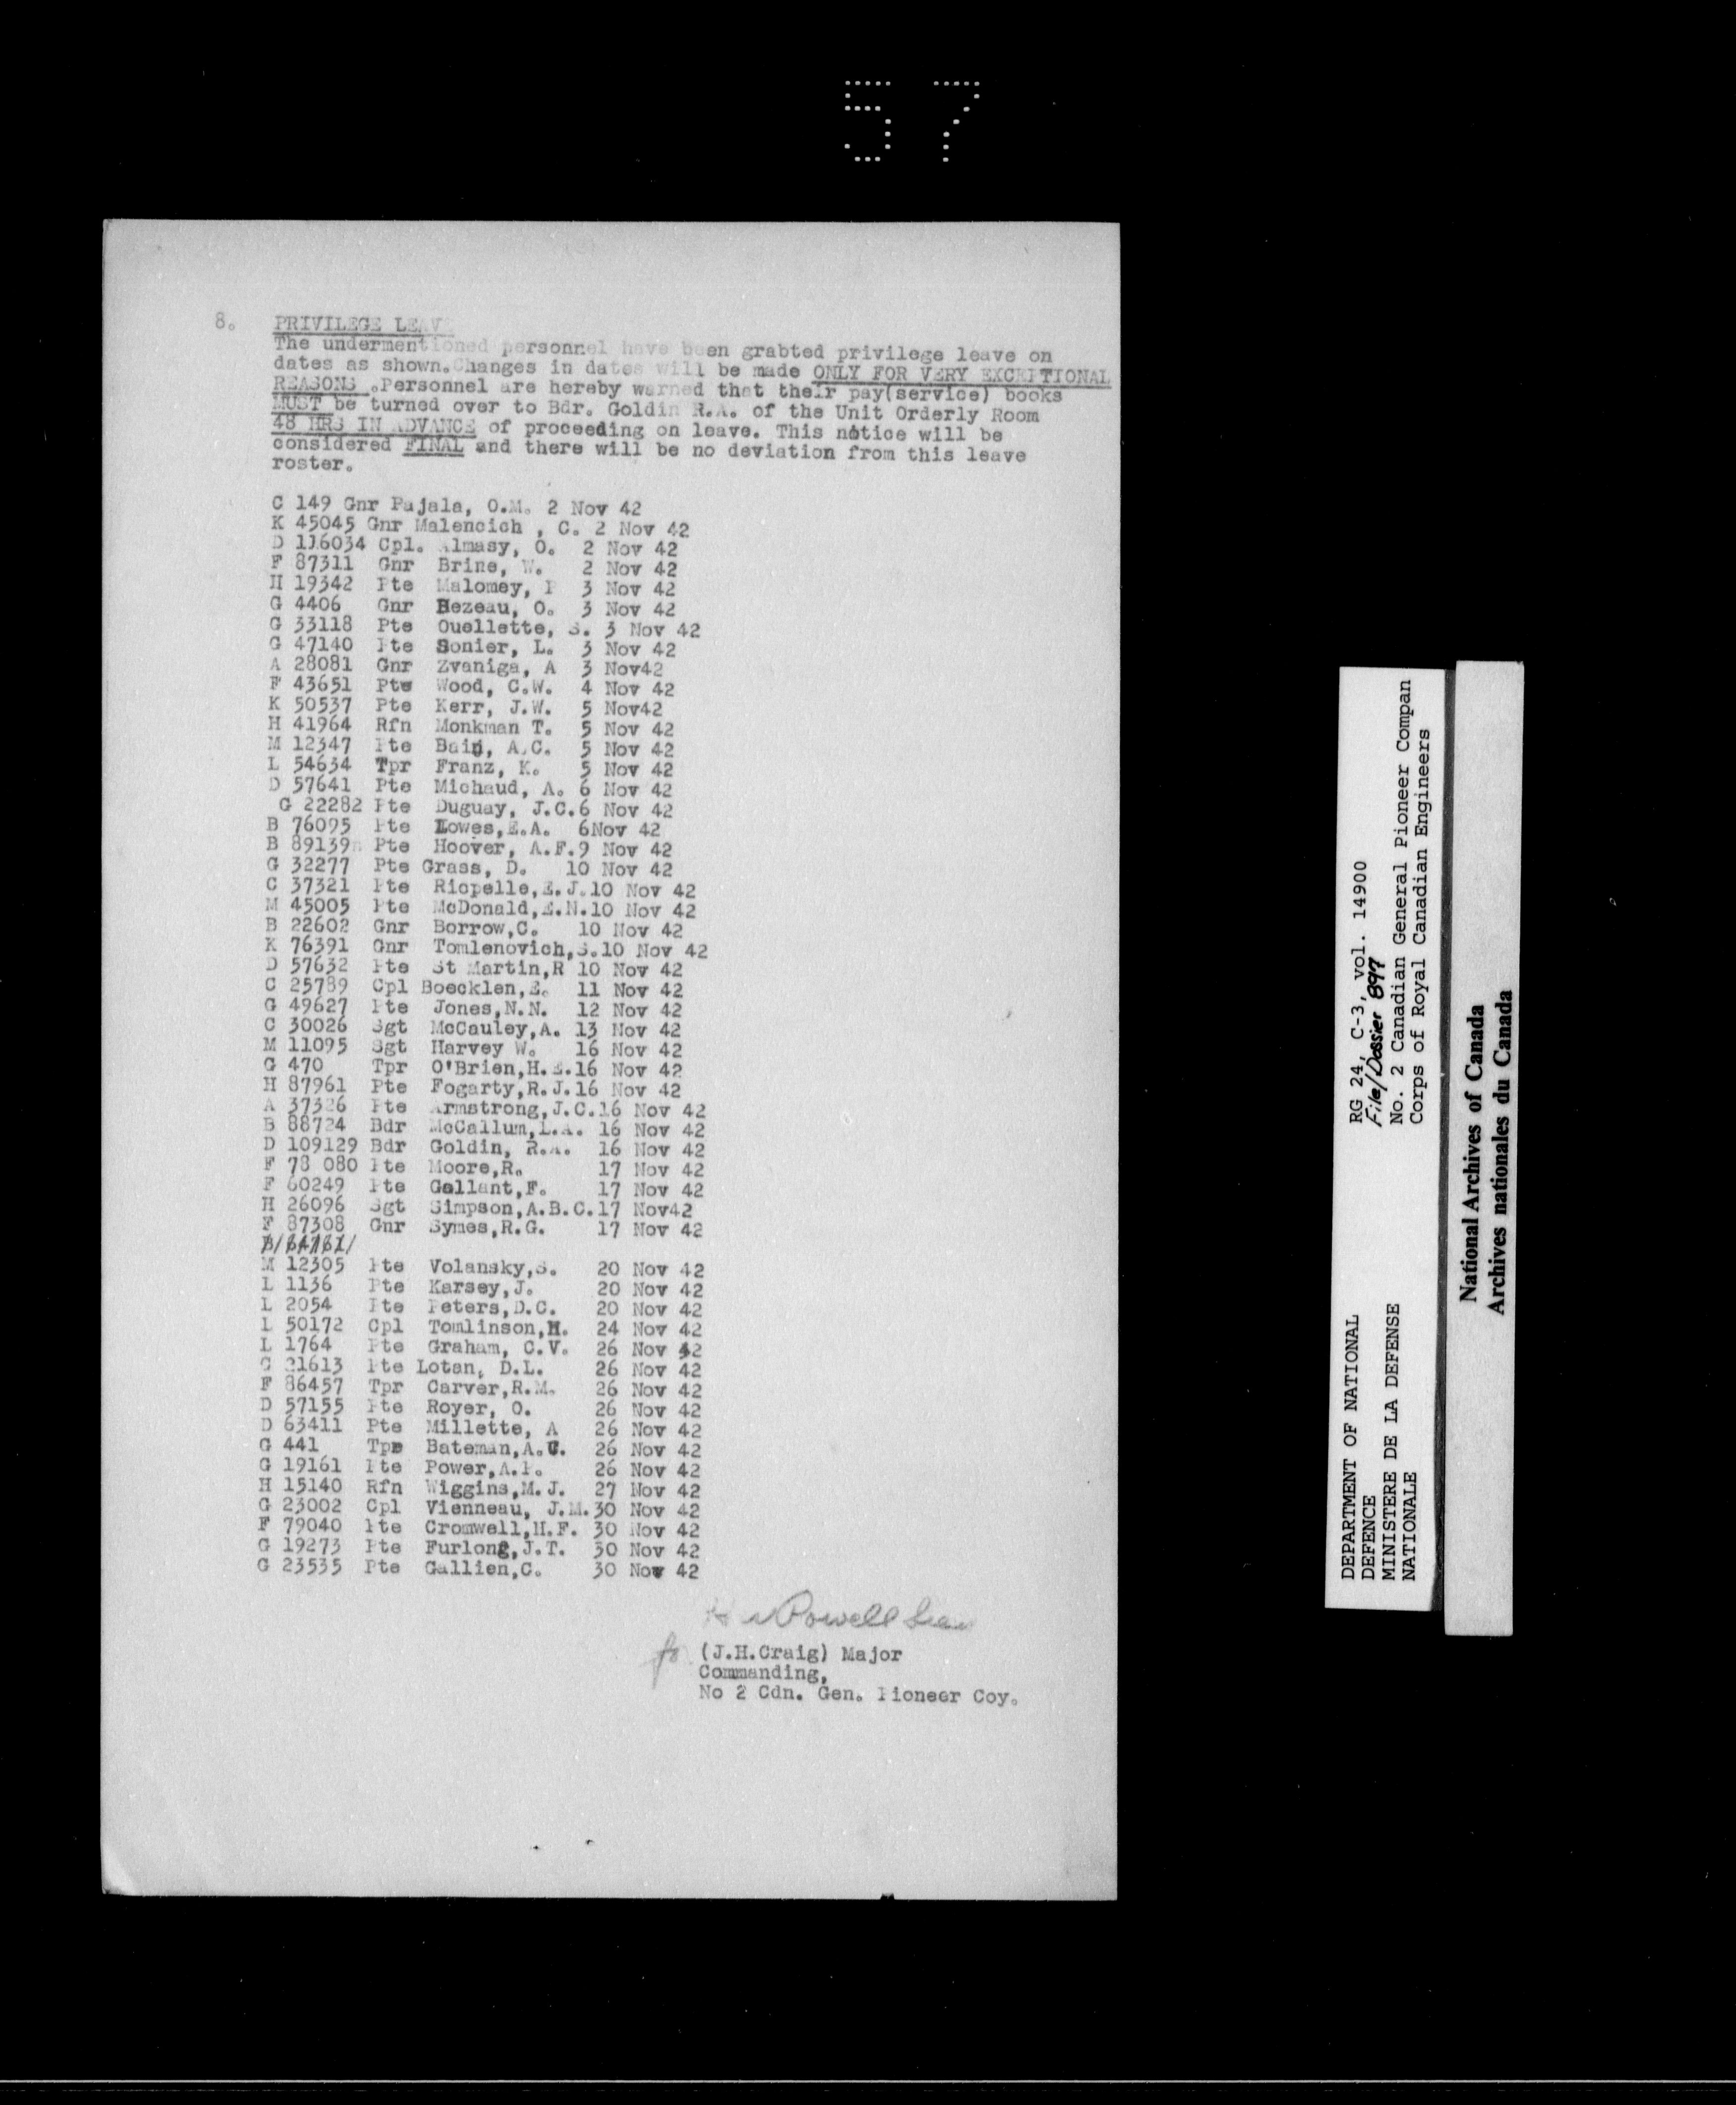 57
8. PRIVILEGE LEAVE
The undermentioned personnel have been grabted privilege leave on
dates as shown.Changes in dates will be made ONLY FOR VERY EXCEPTIONAL
REASONS .Personnel are hereby warned that their pay(service) books
MUST be turned over to Bdr. Goldin R.A. of the Unit Orderly Room
48 HRS IN ADVANCE of proceeding on leave. This notice will be
considered FINAL and there will be no deviation from this leave
roster.
C 149 Gnr Pajala, O.M. 2 Nov 42
K 45045 Gnr Malencich , C. 2 Nov 42
D 116034 Cpl. Almasy, O. 2 Nov 42
F 87311 Gnr Brine, W. 2 Nov 42
H 19342 Pte Malomey, P 3 Nov 42
G 4406 Gnr Bezeau, O. 3 Nov 42
G 33118 Pte Ouellette, S. 3 Nov 42
G 47140 Pte Sonier, L. 3 Nov 42
A 28081 Gnr Zvaniga, A 3 Nov42
F 43651 Pte Wood, C.W. 4 Nov 42
K 50537 Pte Kerr, J.W. 5 Nov42
H 41964 Rfn Monkman T. 5 Nov 42
M 12347 Pte Bain, A.C. 5 Nov 42
L 54634 Tpr Franz, K. 5 Nov 42
D 57641 Pte Michaud, A. 6 Nov 42
G 22282 Pte Duguay, J.C.6 Nov 42
B 76095 Pte Lowes,E.A. 6Nov 42
B 89139 Pte Hoover, A.F.9 Nov 42
G 32277 Pte Grass, D. 10 Nov 42
C 37321 Pte Riopelle,E.J.10 Nov 42
M 45005 Pte McDonald,E.N.10 Nov 42
B 22602 Gnr Borrow,C. 10 Nov 42
K 76391 Gnr Tomlenovich,S.10 Nov 42
D 57632 Pte St Martin,R 10 Nov 42
C 25789 Cpl Boecklen,E. 11 Nov 42
G 49627 Pte Jones,N.N. 12 Nov 42
C 30026 Sgt McCauley,A. 13 Nov 42
M 11095 Sgt Harvey W. 16 Nov 42
G 470 Tpr O'Brien,H.E.16 Nov 42
H 87961 Pte Fogarty,R.J.16 Nov 42
A 37326 Pte Armstrong,J.C.16 Nov 42
B 88724 Bdr McCallum,L.A. 16 Nov 42
D 109129 Bdr Goldin, R.A. 16 Nov 42
F 78 080 Pte Moore,R. 17 Nov 42
F 60249 Pte Gallant,F. 17 Nov 42
H 26096 Sgt Simpson,A.B.C.17 Nov42
F 87308 Gnr Symes,R.G. 17 Nov 42
M 12305 Pte Volansky,S. 20 Nov 42
L 1136 Pte Karsey,J. 20 Nov 42
L 2054 Pte Peters,D.C. 20 Nov 42
L 50172 Cpl Tomlinson,H. 24 Nov 42
L 1764 Pte Graham, C.V. 26 Nov 42
G 21613 Pte Lotan, D.L. 26 Nov 42
F 86457 Tpr Carver,R.M. 26 Nov 42
D 57155 Pte Royer, O. 26 Nov 42
D 63411 Pte Millette, A 26 Nov 42
G 441 Tpr Bateman,A.C. 26 Nov 42
G 19161 Pte Power,A.P. 26 Nov 42
H 15140 Rfn Wiggins,M.J. 27 Nov 42
G 23002 Cpl Vienneau, J.M.30 Nov 42
F 79040 Pte Cromwell,H.F. 30 Nov 42
G 19273 Pte Furlong,J.T. 30 Nov 42
G 23535 Pte Gallien,C. 30 Nov 42
Powell
for (J.H.Craig) Major
Commanding,
No 2 Cdn. Gen. Pioneer Coy.
DEPARTMENT OF NATIONAL
DEFENCE
MINISTERE DE LA DEFENSE
NATIONALE
RG 24, C-3, vol. 14900
File/Dossier 897
No. 2 Canadian General Pioneer Compan
Corps of Royal Canadian Engineers
National Archives of Canada
Archives nationales du Canada